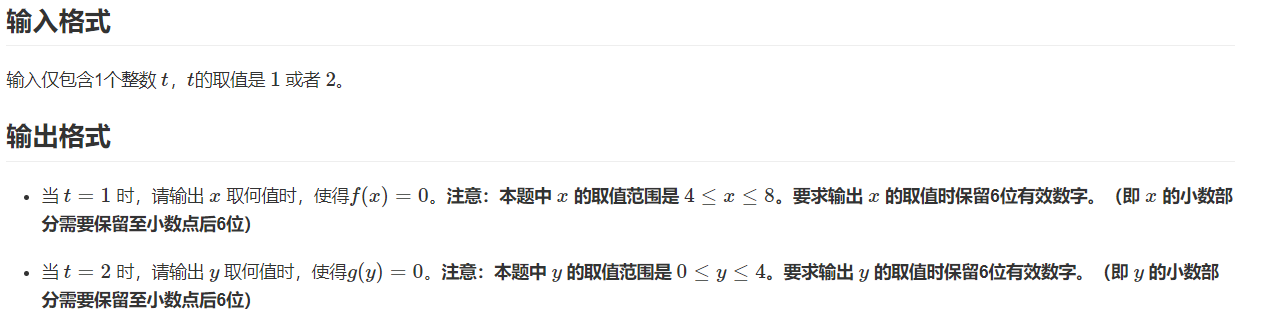 输入格式
输入仅包含1个整数 t，t的取值是 1 或者 2。
输出格式
当 t = 1 时，请输出 x 取何值时，使得f(x) = 0。注意：本题中 x 的取值范围是 4 ≤ x ≤ 8。要求输出 x 的取值时保留6位有效数字。（即 x 的小数部
分需要保留至小数点后6位）
当 t = 2 时，请输出 y 取何值时，使得g(y) = 0。注意：本题中 y 的取值范围是 0 ≤ y ≤ 4。要求输出 y 的取值时保留6位有效数字。（即 y 的小数部
分需要保留至小数点后6位）